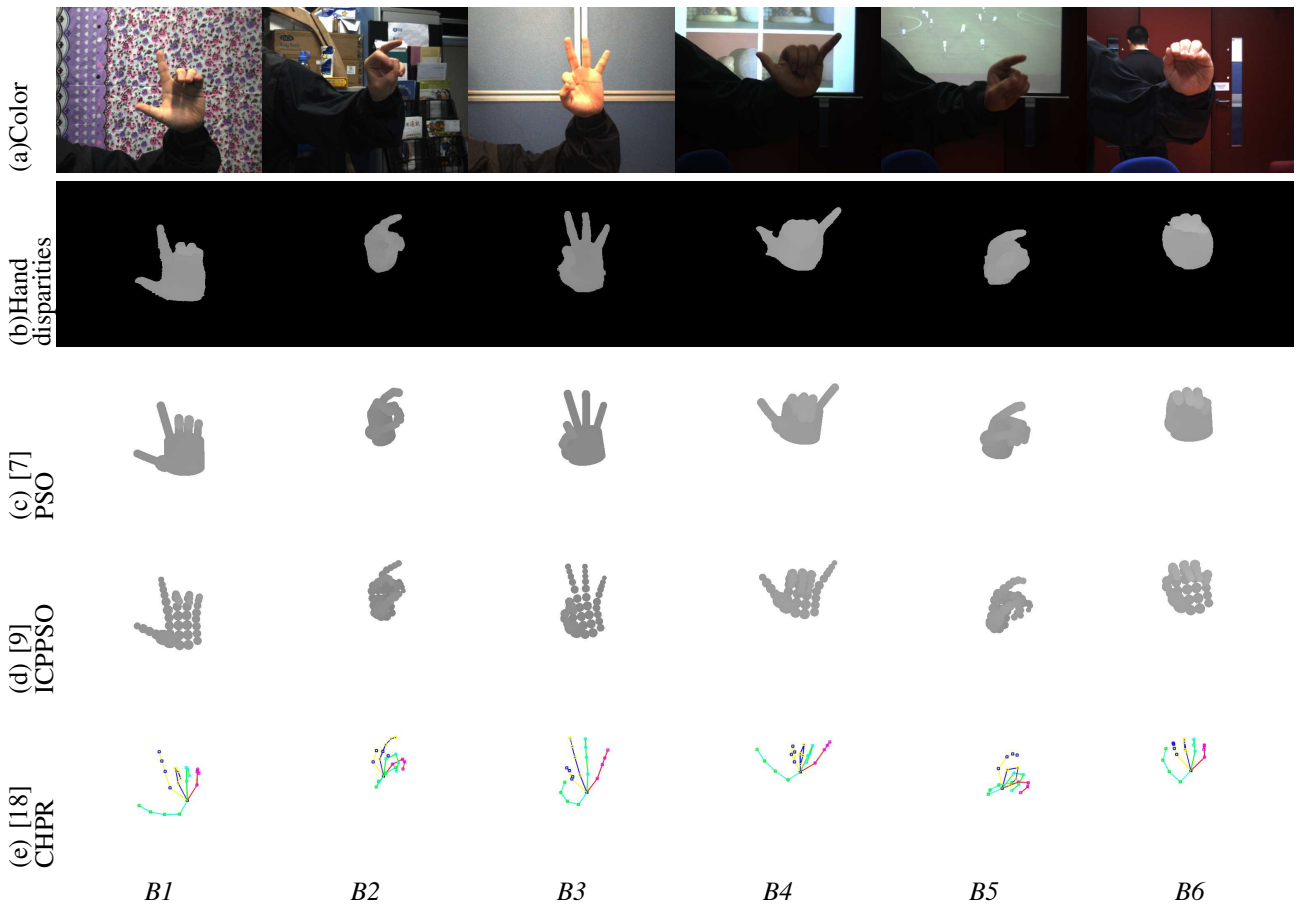 (a)Color
(b)Hand
disparities
(c) [7]
PSO
(d) [9]
ICPPSO
(e) [18]
CHPR
B1 B2 B3 B4 B5 B6